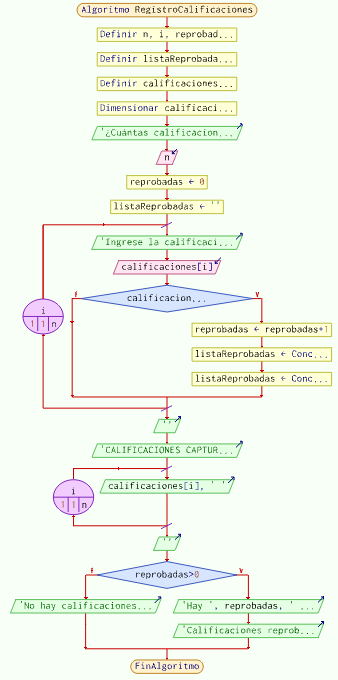 Algoritmo RegistroCalificaciones
Definir n, i, reprobad...
Definir listaReprobada...
Definir calificaciones...
Dimensionar calificaci...
'¿Cuántas calificacion...
n
reprobadas ← 0
listaReprobadas ← ''
'Ingrese la calificaci...
calificaciones[i]
i
1 1 n
f
calificacion...
v
reprobadas ← reprobadas+1
listaReprobadas ← Conc...
listaReprobadas ← Conc...
''
'CALIFICACIONES CAPTUR...
i
1 1 n
calificaciones[i], ' '
''
f
reprobadas>0
v
'No hay calificaciones...
'Hay ', reprobadas, ' ...
'Calificaciones reprob...
FinAlgoritmo